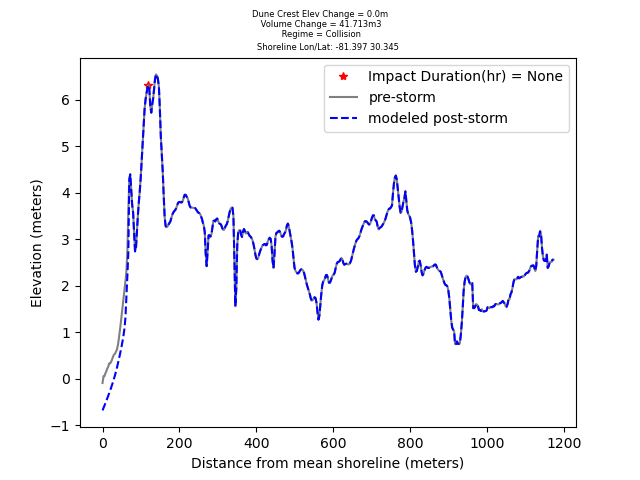 Dune Crest Elev Change = 0.0m
Volume Change = 41.713m3
Regime = Collision
Shoreline Lon/Lat: -81.397 30.345
Impact Duration(hr) = None
pre-storm
modeled post-storm
6
5
4
3
2
1
0
−1
Elevation (meters)
0 200 400 600 800 1000 1200
Distance from mean shoreline (meters)